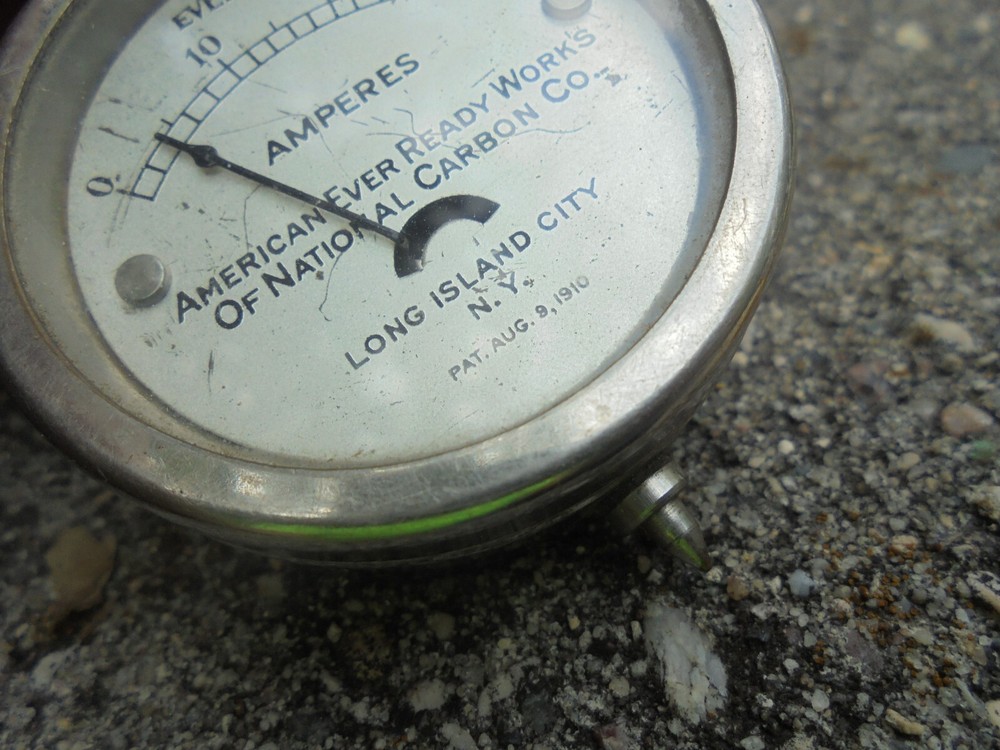 10
0
AMPERES
AMERICAN EVER READY WORKS
OF NATIONAL CARBON CO.
LONG ISLAND CITY
N. Y.
PAT. AUG. 9, 1910